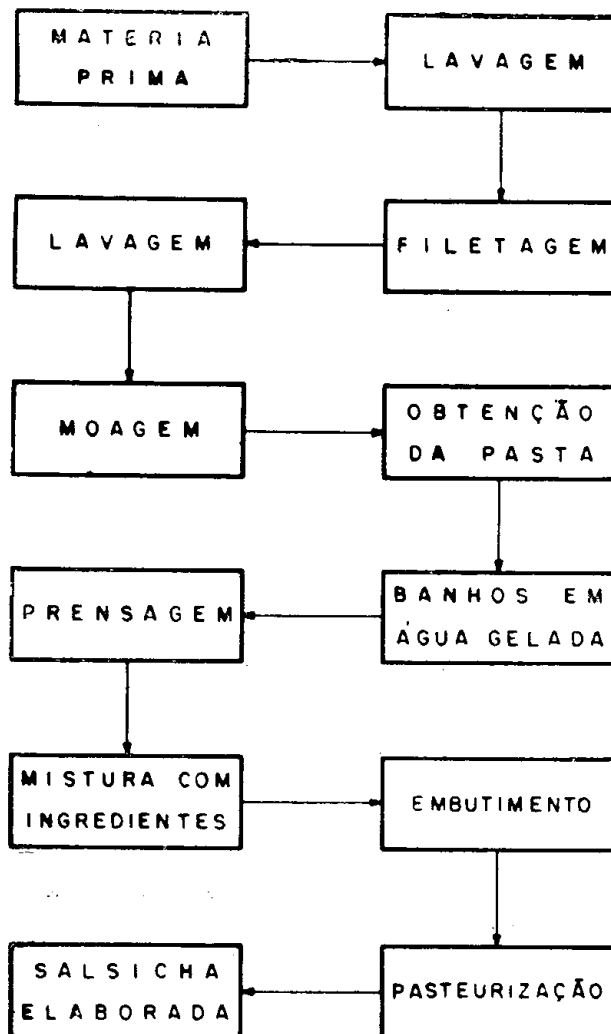 MATERIA
PRIMA
LAVAGEM
FILETAGEM
LAVAGEM
MOAGEM
OBTENÇÃO
DA PASTA
BANHOS EM
ÁGUA GELADA
PRENSAGEM
MISTURA COM
INGREDIENTES
EMBUTIMENTO
PASTEURIZAÇÃO
SALSICHA
ELABORADA